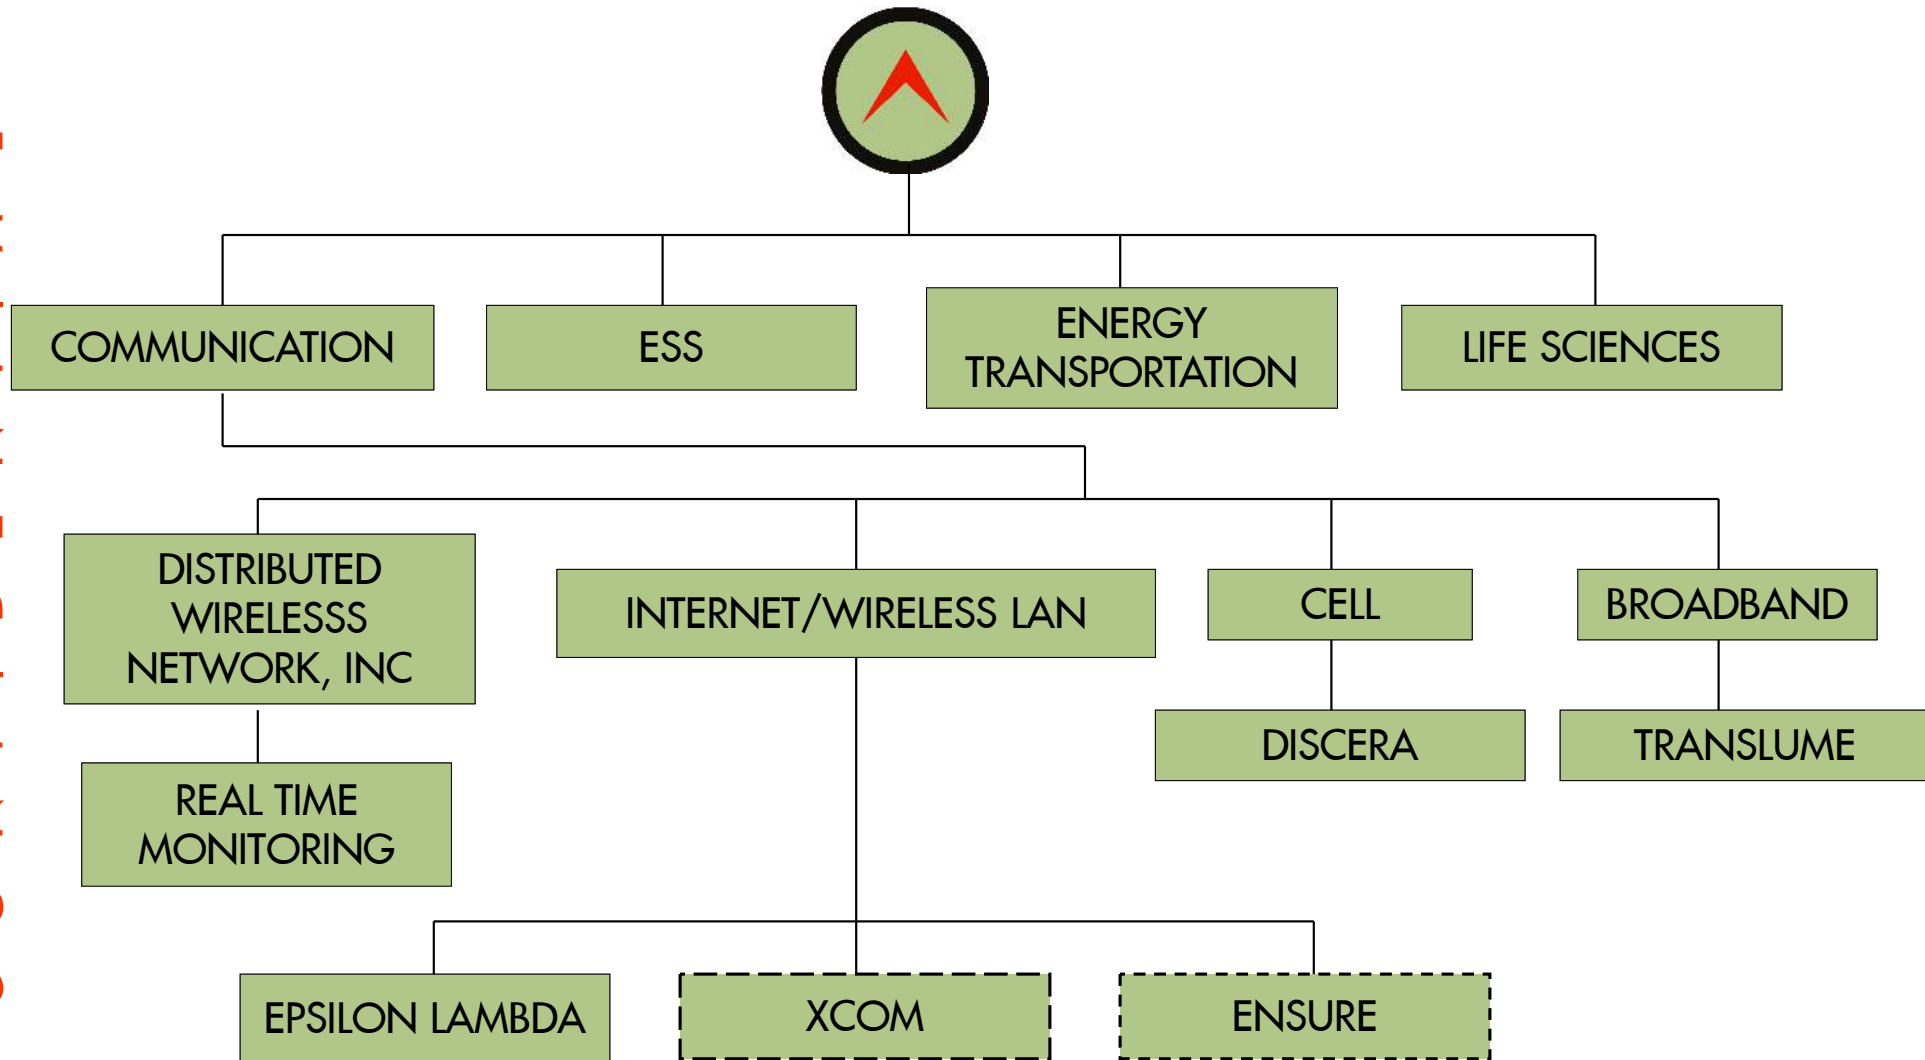 COMMUNICATION
ESS
ENERGY
TRANSPORTATION
LIFE SCIENCES
DISTRIBUTED
WIRELESSS
NETWORK, INC
INTERNET/WIRELESS LAN
CELL
BROADBAND
DISCERA
TRANSLUME
REAL TIME
MONITORING
EPSILON LAMBDA
XCOM
ENSURE